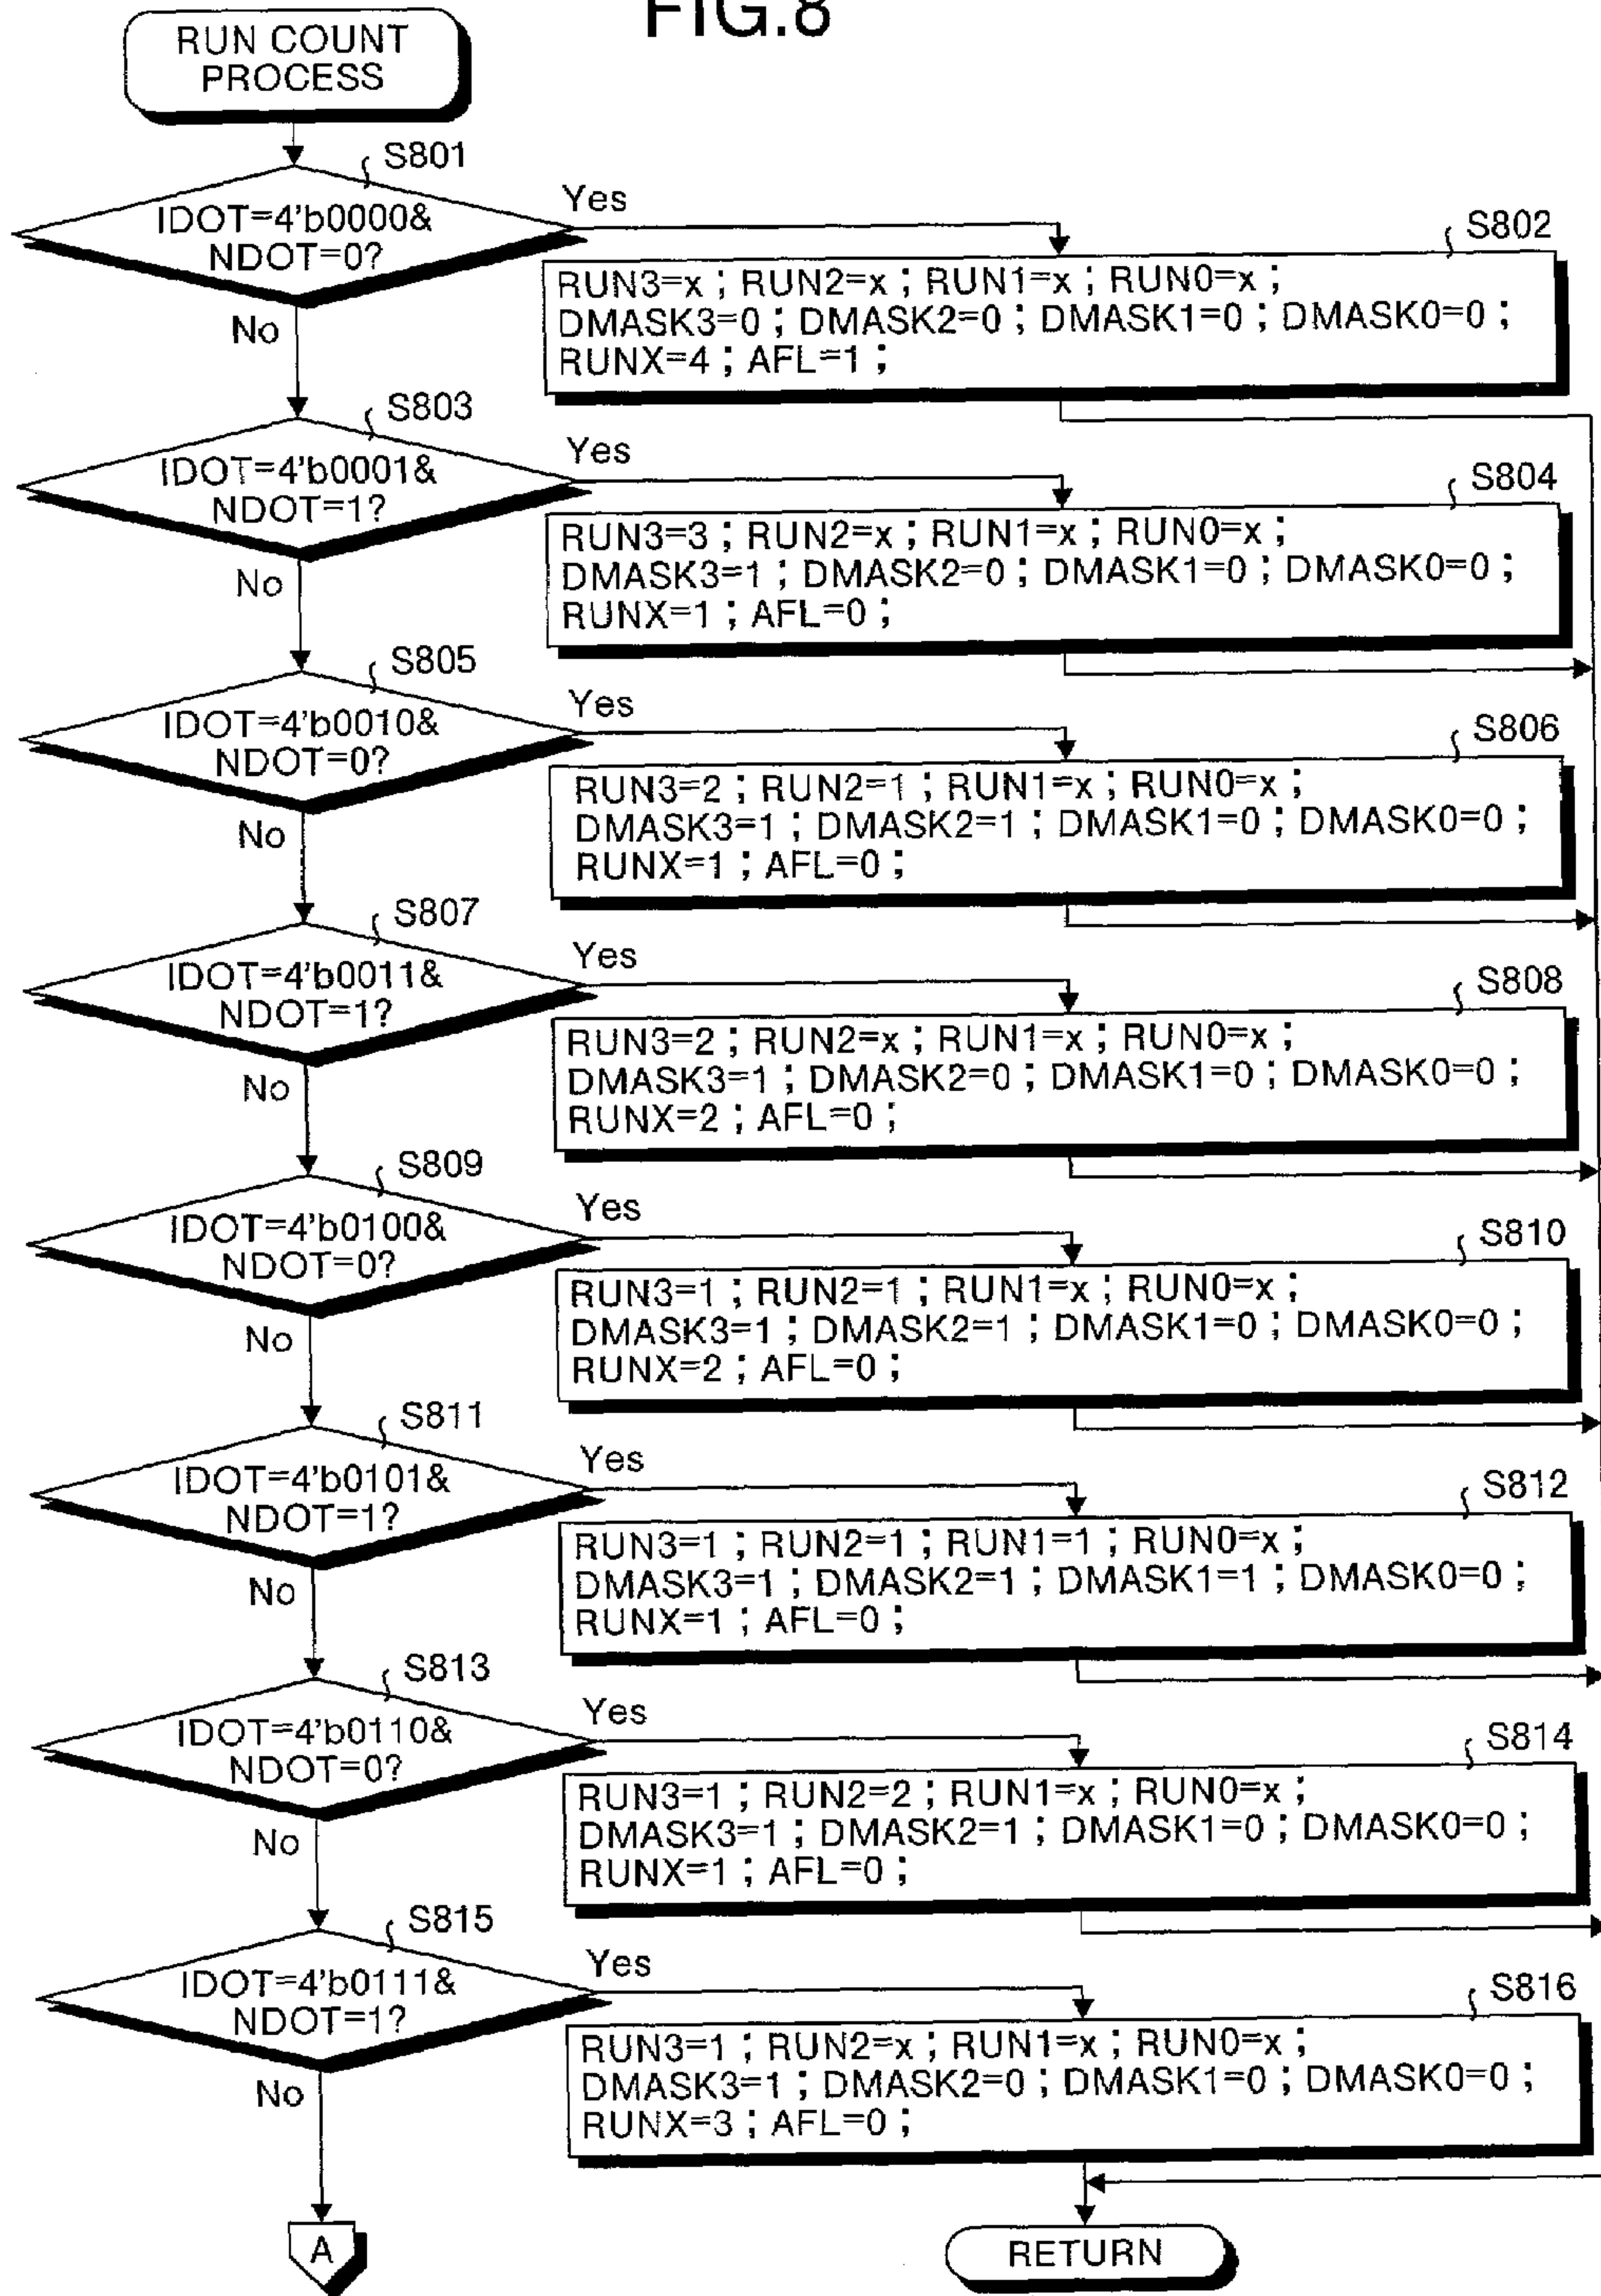 FIG.8
RUN COUNT
PROCESS
S801
IDOT=4'b0000&
NDOT=0?
Yes
No
S802
RUN3=x ; RUN2=x ; RUN1=x ; RUN0=x ;
DMASK3=0 ; DMASK2=0 ; DMASK1=0 ; DMASK0=0 ;
RUNX=4 ; AFL=1 ;
S803
IDOT=4'b0001&
NDOT=1?
Yes
No
S804
RUN3=3 ; RUN2=x ; RUN1=x ; RUN0=x ;
DMASK3=1 ; DMASK2=0 ; DMASK1=0 ; DMASK0=0 ;
RUNX=1 ; AFL=0 ;
S805
IDOT=4'b0010&
NDOT=0?
Yes
No
S806
RUN3=2 ; RUN2=1 ; RUN1=x ; RUN0=x ;
DMASK3=1 ; DMASK2=1 ; DMASK1=0 ; DMASK0=0 ;
RUNX=1 ; AFL=0 ;
S807
IDOT=4'b0011&
NDOT=1?
Yes
No
S808
RUN3=2 ; RUN2=x ; RUN1=x ; RUN0=x ;
DMASK3=1 ; DMASK2=0 ; DMASK1=0 ; DMASK0=0 ;
RUNX=2 ; AFL=0 ;
S809
IDOT=4'b0100&
NDOT=0?
Yes
No
S810
RUN3=1 ; RUN2=1 ; RUN1=x ; RUN0=x ;
DMASK3=1 ; DMASK2=1 ; DMASK1=0 ; DMASK0=0 ;
RUNX=2 ; AFL=0 ;
S811
IDOT=4'b0101&
NDOT=1?
Yes
No
S812
RUN3=1 ; RUN2=1 ; RUN1=1 ; RUN0=x ;
DMASK3=1 ; DMASK2=1 ; DMASK1=1 ; DMASK0=0 ;
RUNX=1 ; AFL=0 ;
S813
IDOT=4'b0110&
NDOT=0?
Yes
No
S814
RUN3=1 ; RUN2=2 ; RUN1=x ; RUN0=x ;
DMASK3=1 ; DMASK2=1 ; DMASK1=0 ; DMASK0=0 ;
RUNX=1 ; AFL=0 ;
S815
IDOT=4'b0111&
NDOT=1?
Yes
No
S816
RUN3=1 ; RUN2=x ; RUN1=x ; RUN0=x ;
DMASK3=1 ; DMASK2=0 ; DMASK1=0 ; DMASK0=0 ;
RUNX=3 ; AFL=0 ;
A
RETURN